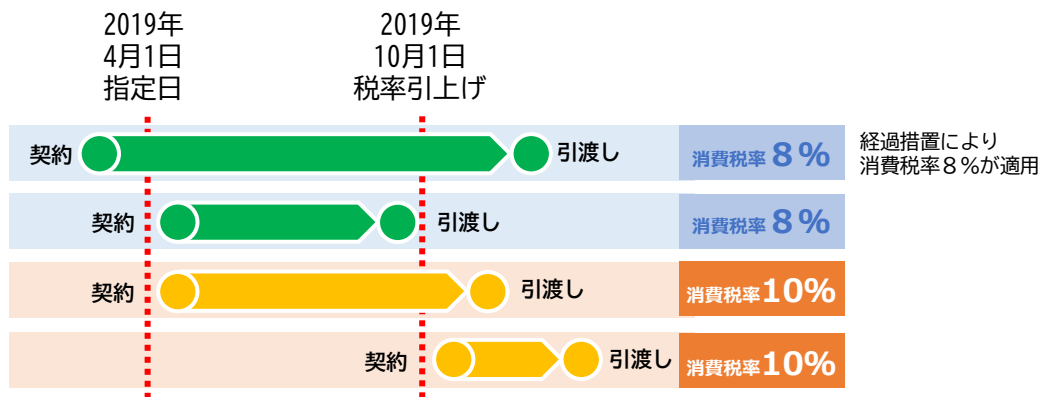 2019年
4月1日
指定日
2019年
10月1日
税率引上げ
契約 引渡し 消費税率 8%
経過措置により
消費税率8%が適用
契約 引渡し 消費税率 8%
契約 引渡し 消費税率10%
契約 引渡し 消費税率10%